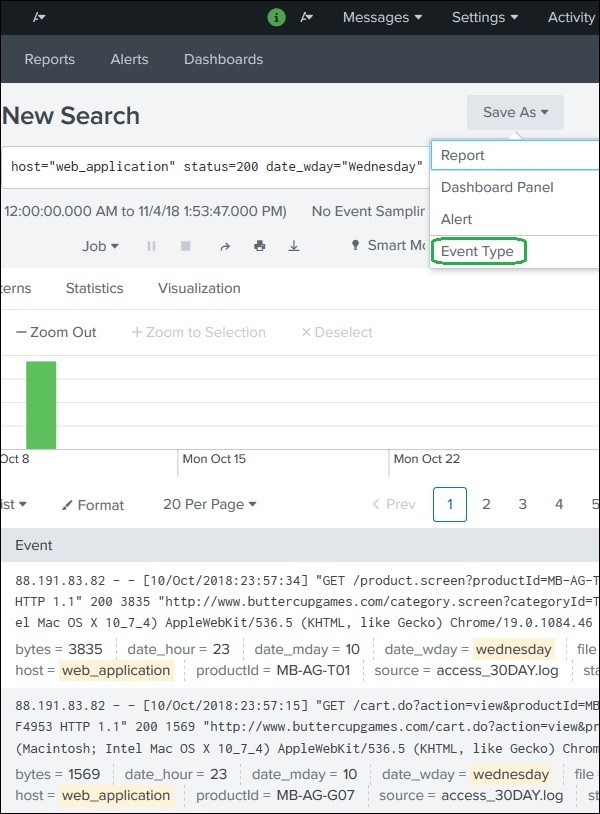 i Messages Settings Activity
Reports Alerts Dashboards
New Search
Save As
host="web_application" status=200 date_wday="Wednesday"
Report
Dashboard Panel
Alert
Event Type
12:00:00.000 AM to 11/4/18 1:53:47.000 PM) No Event Samplin
Job Smart Mo
terns Statistics Visualization
— Zoom Out + Zoom to Selection × Deselect
Oct 8 Mon Oct 15 Mon Oct 22
ist Format 20 Per Page < Prev 1 2 3 4 5
Event
88.191.83.82 - - [10/Oct/2018:23:57:34] "GET /product.screen?productId=MB-AG-T
HTTP 1.1" 200 3835 "http://www.buttercupgames.com/category.screen?categoryId=T
el Mac OS X 10_7_4) AppleWebKit/536.5 (KHTML, like Gecko) Chrome/19.0.1084.46
bytes = 3835 date_hour = 23 date_mday = 10 date_wday = wednesday file
host = web_application productId = MB-AG-T01 source = access_30DAY.log sta
88.191.83.82 - - [10/Oct/2018:23:57:15] "GET /cart.do?action=view&productId=MB
F4953 HTTP 1.1" 200 1569 "http://www.buttercupgames.com/cart.do?action=view&pr
(Macintosh; Intel Mac OS X 10_7_4) AppleWebKit/536.5 (KHTML, like Gecko) Chrom
bytes = 1569 date_hour = 23 date_mday = 10 date_wday = wednesday file
host = web_application productId = MB-AG-G07 source = access_30DAY.log st